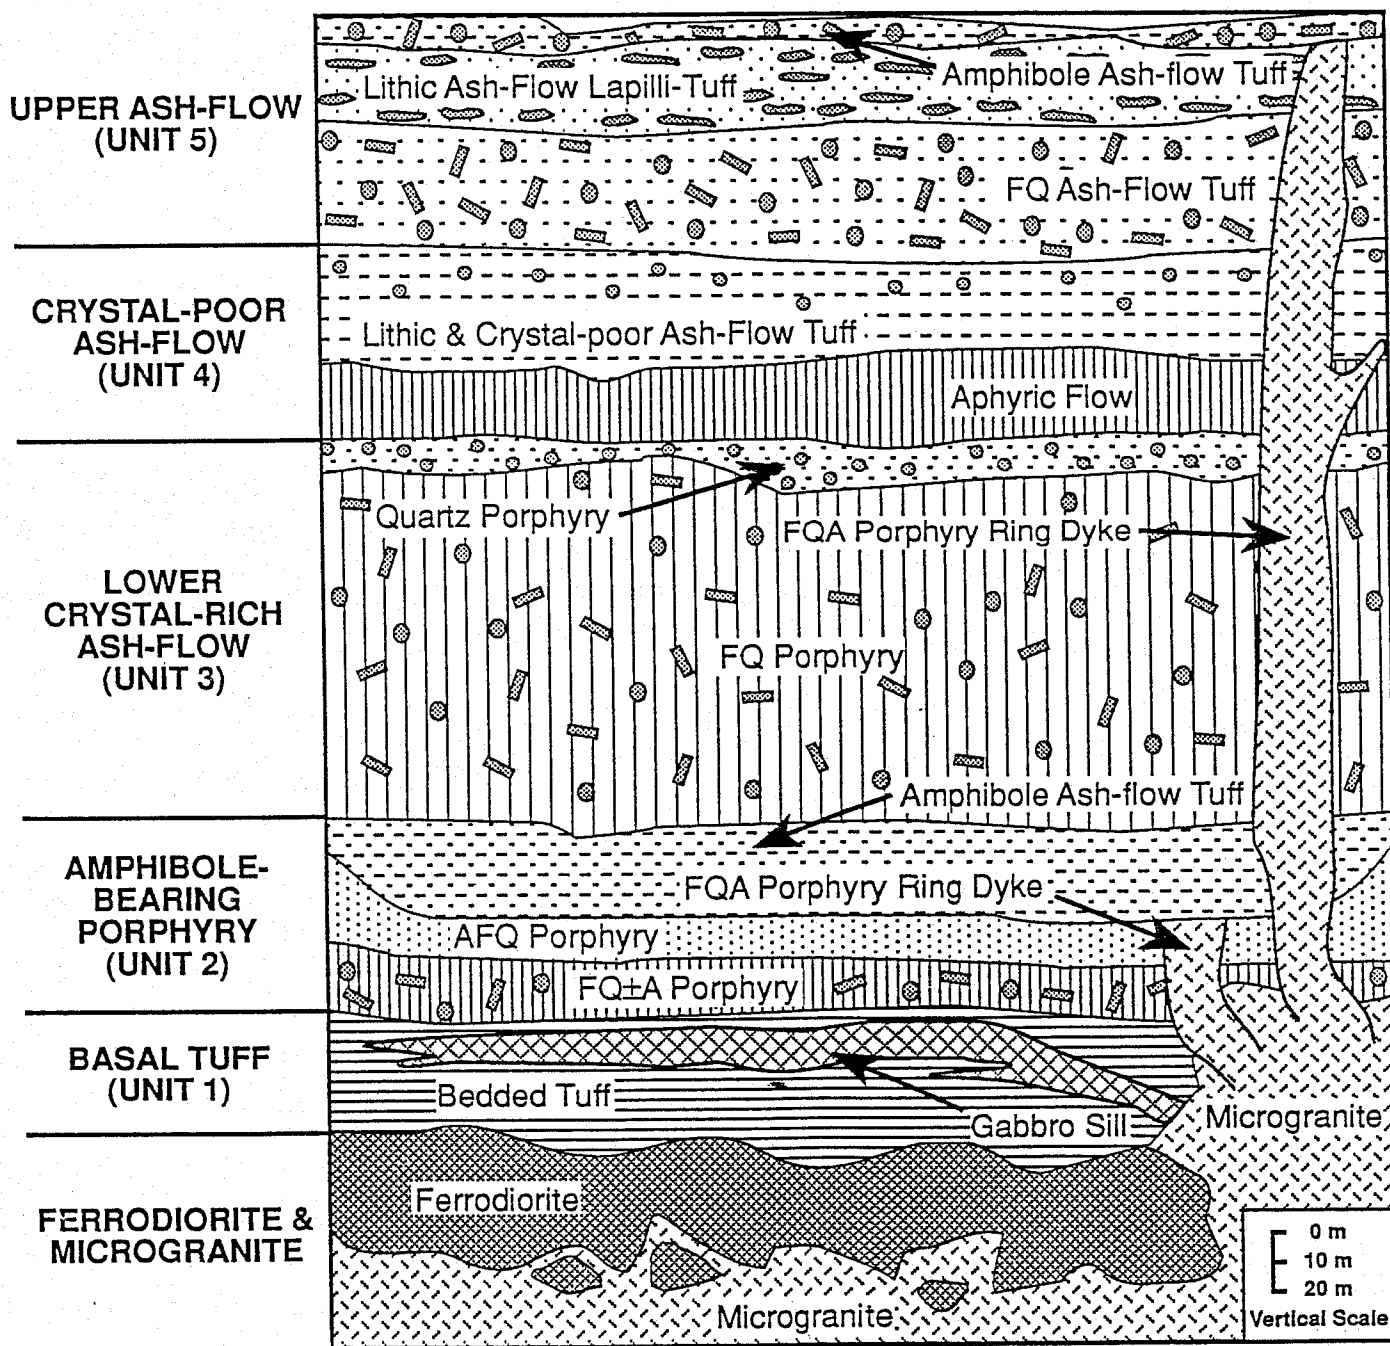 UPPER ASH-FLOW
(UNIT 5)
Amphibole Ash-flow Tuff
Lithic Ash-Flow Lapilli-Tuff
FQ Ash-Flow Tuff
CRYSTAL-POOR
ASH-FLOW
(UNIT 4)
Lithic & Crystal-poor Ash-Flow Tuff
Aphyric Flow
LOWER
CRYSTAL-RICH
ASH-FLOW
(UNIT 3)
Quartz Porphyry
FQA Porphyry Ring Dyke
FQ Porphyry
Amphibole Ash-flow Tuff
AMPHIBOLE-
BEARING
PORPHYRY
(UNIT 2)
FQA Porphyry Ring Dyke
AFQ Porphyry
FQ±A Porphyry
BASAL TUFF
(UNIT 1)
Bedded Tuff
Gabbro Sill
Microgranite
FERRODIORITE &
MICROGRANITE
Ferrodiorite
Microgranite
0 m
10 m
20 m
Vertical Scale